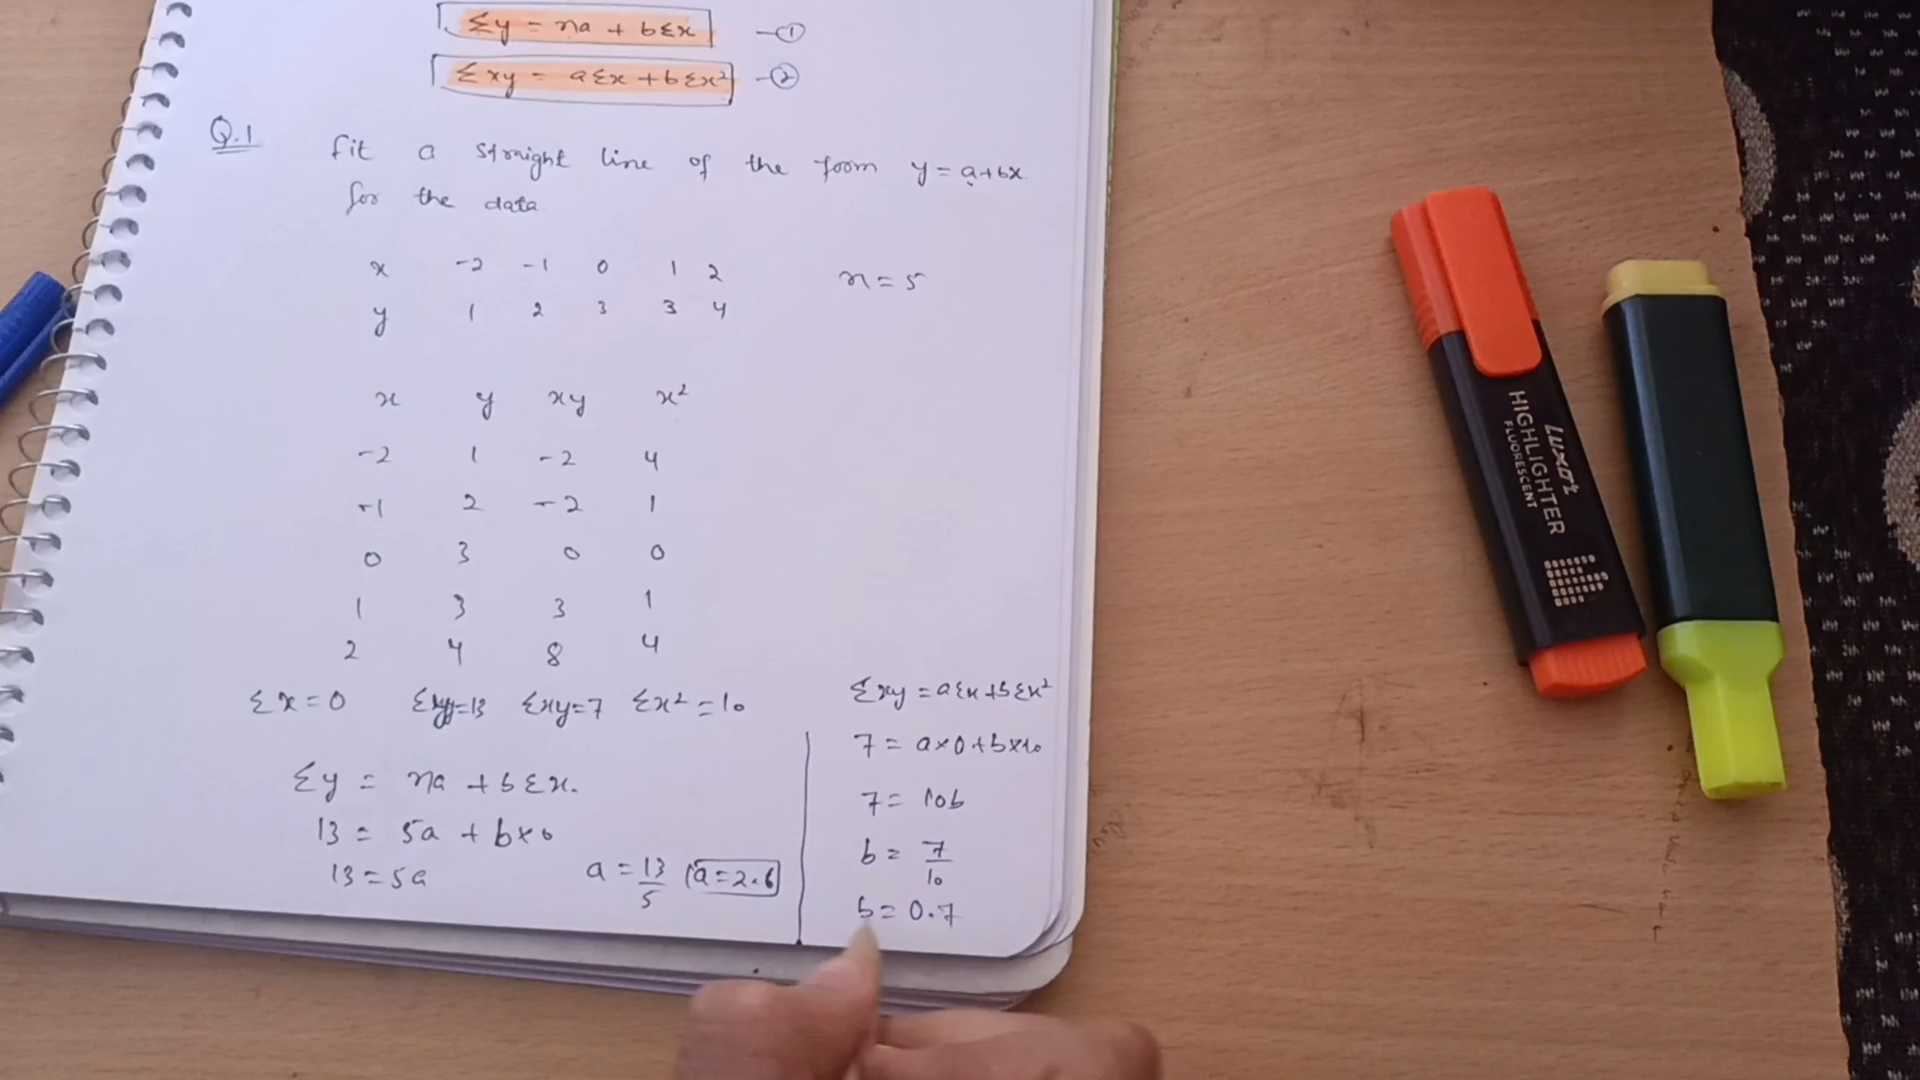 Σy = na + bΣx —①
Σxy = aΣx + bΣx² —②
Q.1 Fit a straight line of the form y = a+bx
for the data
x -2 -1 0 1 2 n = 5
y 1 2 3 3 4
x y xy x²
-2 1 -2 4
-1 2 -2 1
0 3 0 0
1 3 3 1
2 4 8 4
Σx = 0 Σy=13 Σxy=7 Σx² = 10
Σy = na + bΣx.
13 = 5a + b×0
13 = 5a a = 13/5 a = 2.6
Σxy = aΣx + bΣx²
7 = a×0 + b×10
7 = 10b
b = 7/10
b = 0.7
Luxor
HIGHLIGHTER
FLUORESCENT